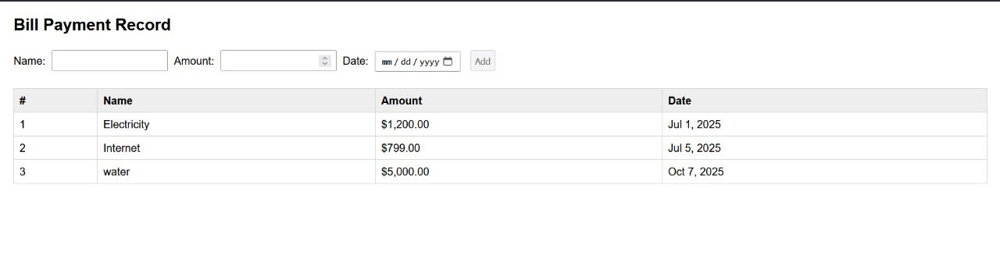 Bill Payment Record
Name: Amount: Date: mm / dd / yyyy Add
# Name Amount Date
1 Electricity $1,200.00 Jul 1, 2025
2 Internet $799.00 Jul 5, 2025
3 water $5,000.00 Oct 7, 2025